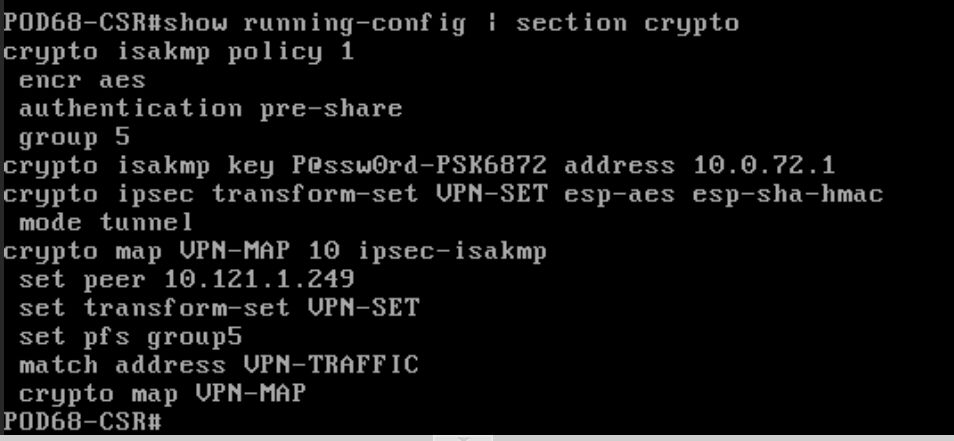 POD68-CSR#show running-config | section crypto
crypto isakmp policy 1
 encr aes
 authentication pre-share
 group 5
crypto isakmp key P@ssw0rd-PSK6872 address 10.0.72.1
crypto ipsec transform-set VPN-SET esp-aes esp-sha-hmac
 mode tunnel
crypto map VPN-MAP 10 ipsec-isakmp
 set peer 10.121.1.249
 set transform-set VPN-SET
 set pfs group5
 match address VPN-TRAFFIC
 crypto map VPN-MAP
POD68-CSR#